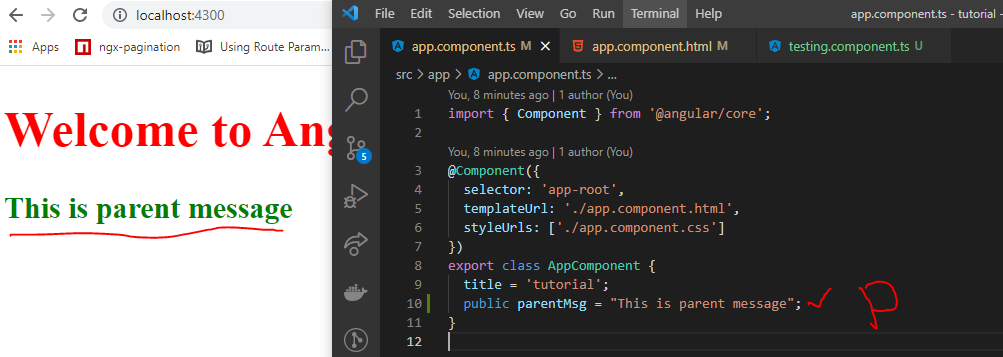 localhost:4300
Apps ngx-pagination Using Route Param...
Welcome to Ang
This is parent message
File Edit Selection View Go Run Terminal Help app.component.ts - tutorial -
app.component.ts M app.component.html M testing.component.ts U
src > app > app.component.ts > ...
You, 8 minutes ago | 1 author (You)
1 import { Component } from '@angular/core';
2
You, 8 minutes ago | 1 author (You)
3 @Component({
4 selector: 'app-root',
5 templateUrl: './app.component.html',
6 styleUrls: ['./app.component.css']
7 })
8 export class AppComponent {
9 title = 'tutorial';
10 public parentMsg = "This is parent message"; P
11 }
12
5